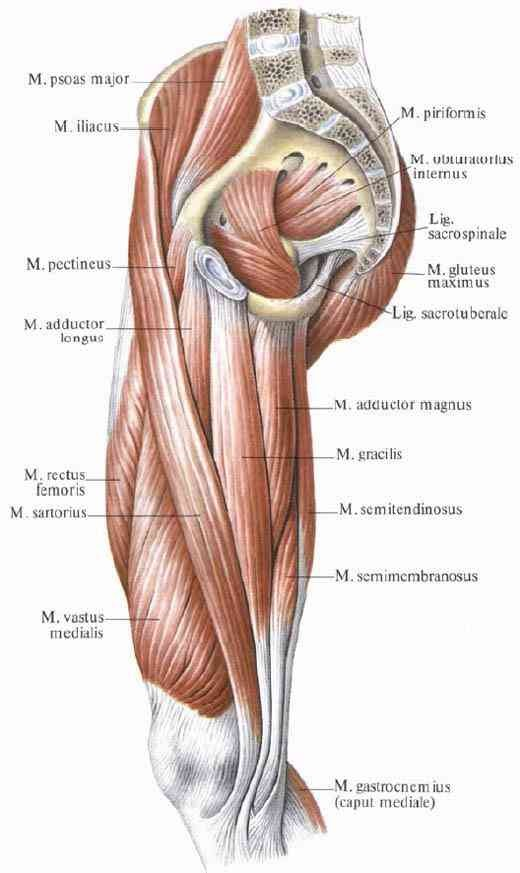 M. psoas major
M. iliacus
M. piriformis
M. obturatorius
internus
Lig.
sacrospinale
M. pectineus
M. gluteus
maximus
Lig. sacrotuberale
M. adductor
longus
M. adductor magnus
M. gracilis
M. rectus
femoris
M. sartorius
M. semitendinosus
M. semimembranosus
M. vastus
medialis
M. gastrocnemius
(caput mediale)